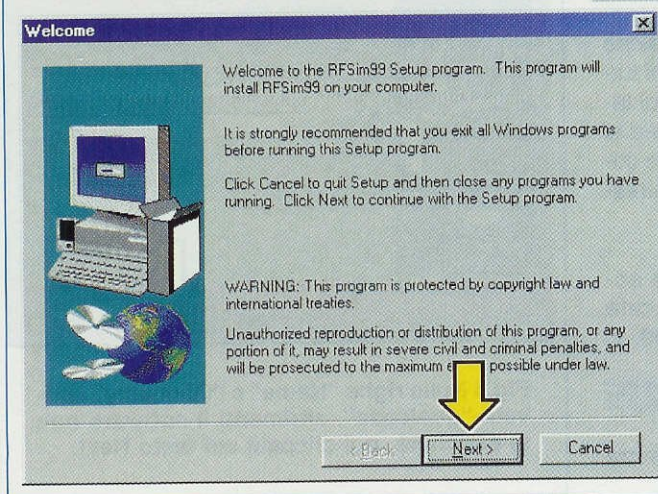 Welcome
Welcome to the RFSim99 Setup program. This program will
install RFSim99 on your computer.
It is strongly recommended that you exit all Windows programs
before running this Setup program.
Click Cancel to quit Setup and then close any programs you have
running. Click Next to continue with the Setup program.
WARNING: This program is protected by copyright law and
international treaties.
Unauthorized reproduction or distribution of this program, or any
portion of it, may result in severe civil and criminal penalties, and
will be prosecuted to the maximum possible under law.
< Back
Next >
Cancel